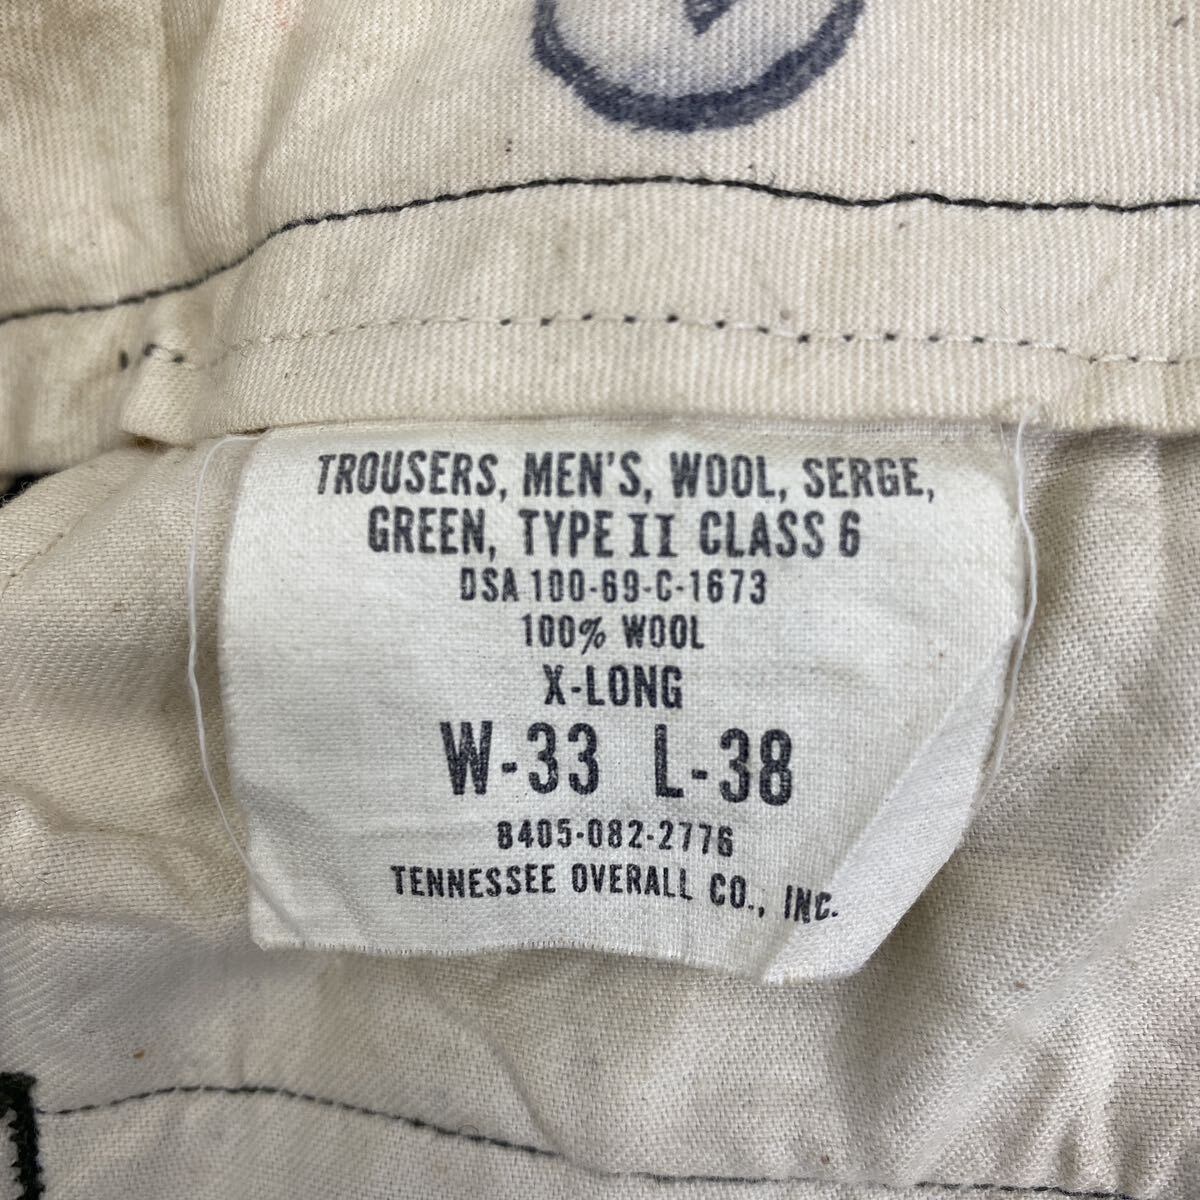 TROUSERS, MEN'S, WOOL, SERGE,
GREEN, TYPE II CLASS 6
DSA 100-69-C-1673
100% WOOL
X-LONG
W-33 L-38
8405-082-2776
TENNESSEE OVERALL CO., INC.